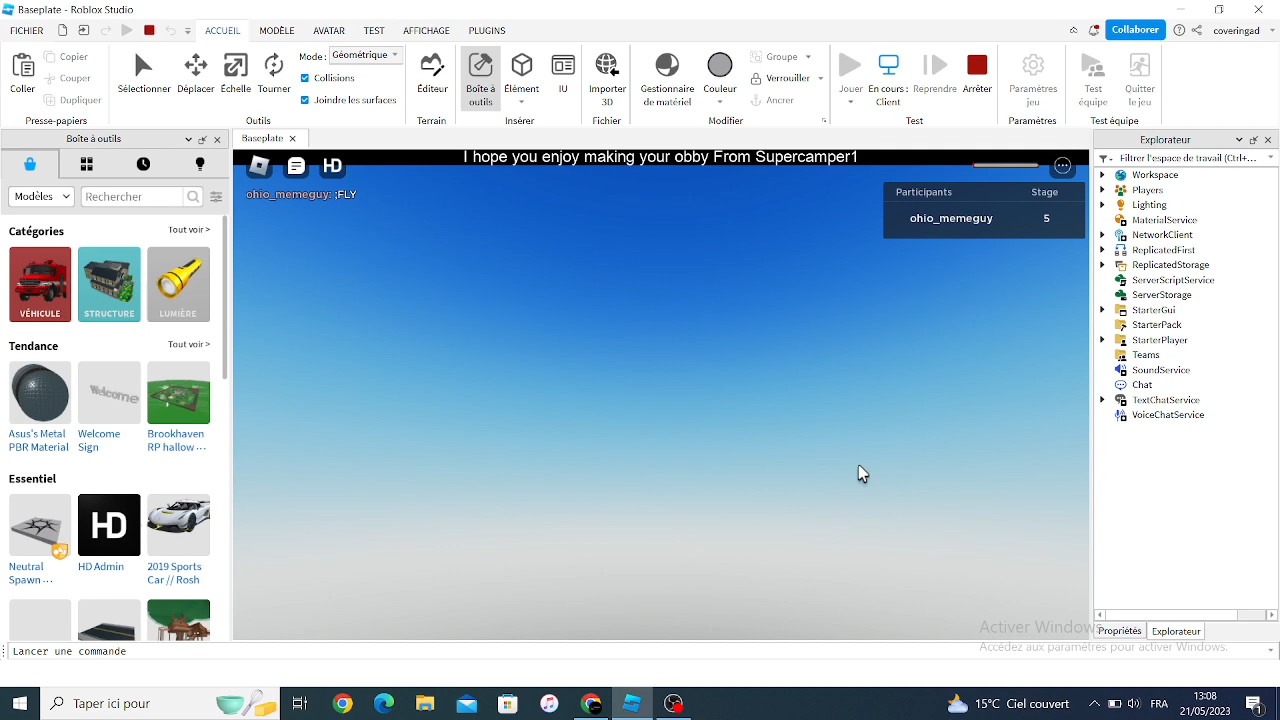 Baseplate - Roblox Studio
FICHIER ACCUEIL MODÈLE AVATAR TEST AFFICHAGE PLUGINS Collaborer coveringad
Coller Copier Couper Dupliquer
Sélectionner Déplacer Échelle Tourner
Mode : Géométrique
Collisions
Joindre les surfaces
Éditeur
Boîte à outils
Élément
IU
Importer 3D
Gestionnaire de matériel
Couleur
Groupe
Verrouiller
Ancrer
Jouer
En cours : Client
Reprendre
Arrêter
Paramètres jeu
Test équipe
Quitter le jeu
Presse-papiers Outils Terrain Insérer Fichier Modifier Test Paramètres Test équipe
Boîte à outils
Modèles Rechercher
Catégories Tout voir >
VÉHICULE STRUCTURE LUMIÈRE
Tendance Tout voir >
Welcome
Asus's Metal PBR Material
Welcome Sign
Brookhaven RP hallow ...
Essentiel
HD
Neutral Spawn ...
HD Admin
2019 Sports Car // Rosh
Baseplate
I hope you enjoy making your obby From Supercamper1
HD
ohio_memeguy: ;FLY
Participants Stage
ohio_memeguy 5
Explorateur
Filtrer l'espace de travail (Ctrl+...
Workspace
Players
Lighting
MaterialService
NetworkClient
ReplicatedFirst
ReplicatedStorage
ServerScriptService
ServerStorage
StarterGui
StarterPack
StarterPlayer
Teams
SoundService
Chat
TextChatService
VoiceChatService
Propriétés Explorateur
Activer Windows
Accédez aux paramètres pour activer Windows.
Lancer une commande
Taper ici pour
15°C Ciel couvert FRA 13:08
21/05/2023